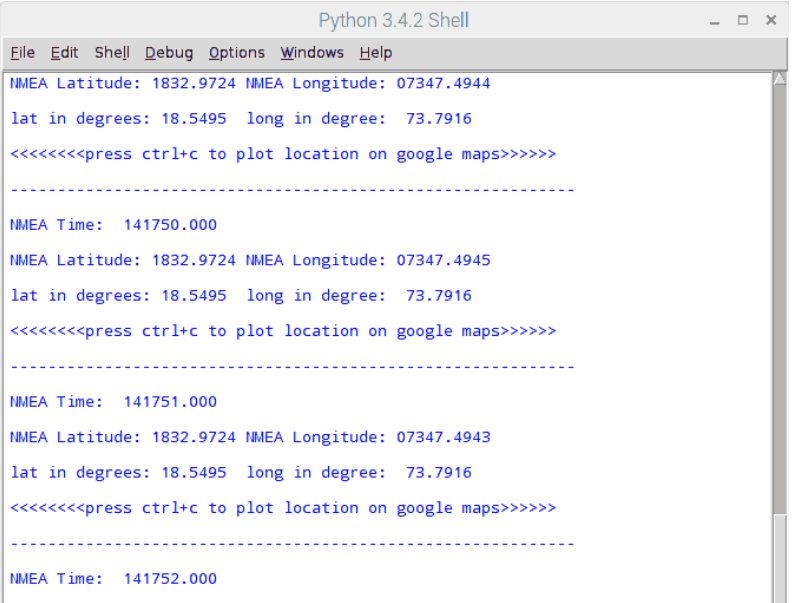 Python 3.4.2 Shell
File Edit Shell Debug Options Windows Help
NMEA Latitude: 1832.9724 NMEA Longitude: 07347.4944
lat in degrees: 18.5495  long in degree:  73.7916
<<<<<<<<press ctrl+c to plot location on google maps>>>>>>
------------------------------------------------------------
NMEA Time:  141750.000
NMEA Latitude: 1832.9724 NMEA Longitude: 07347.4945
lat in degrees: 18.5495  long in degree:  73.7916
<<<<<<<<press ctrl+c to plot location on google maps>>>>>>
------------------------------------------------------------
NMEA Time:  141751.000
NMEA Latitude: 1832.9724 NMEA Longitude: 07347.4943
lat in degrees: 18.5495  long in degree:  73.7916
<<<<<<<<press ctrl+c to plot location on google maps>>>>>>
------------------------------------------------------------
NMEA Time:  141752.000